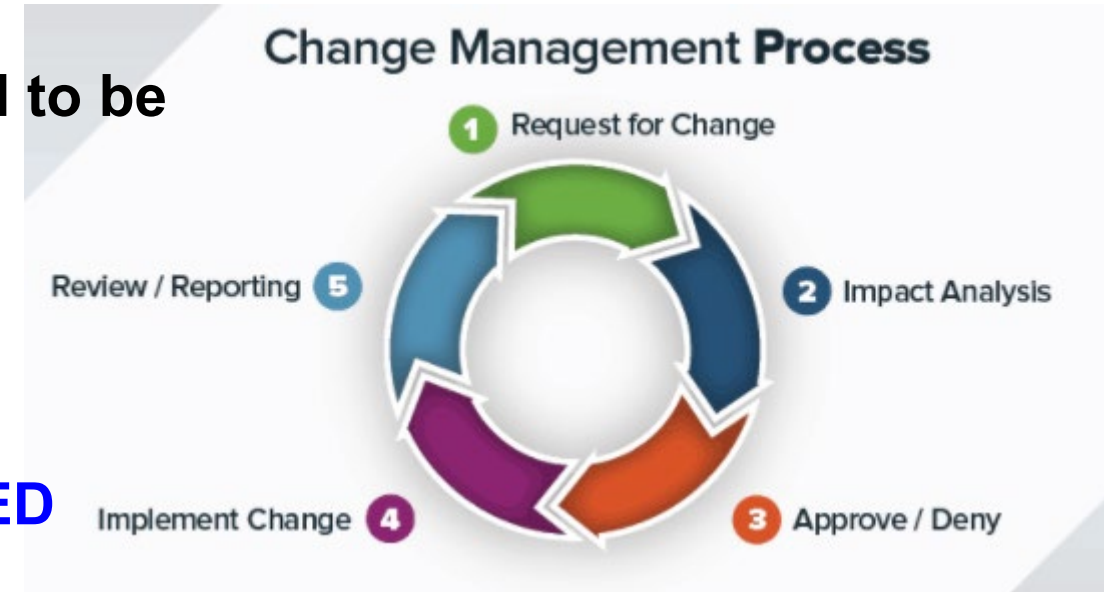 Change Management Process
to be
1 Request for Change
Review / Reporting 5
2 Impact Analysis
ED
Implement Change 4
3 Approve / Deny